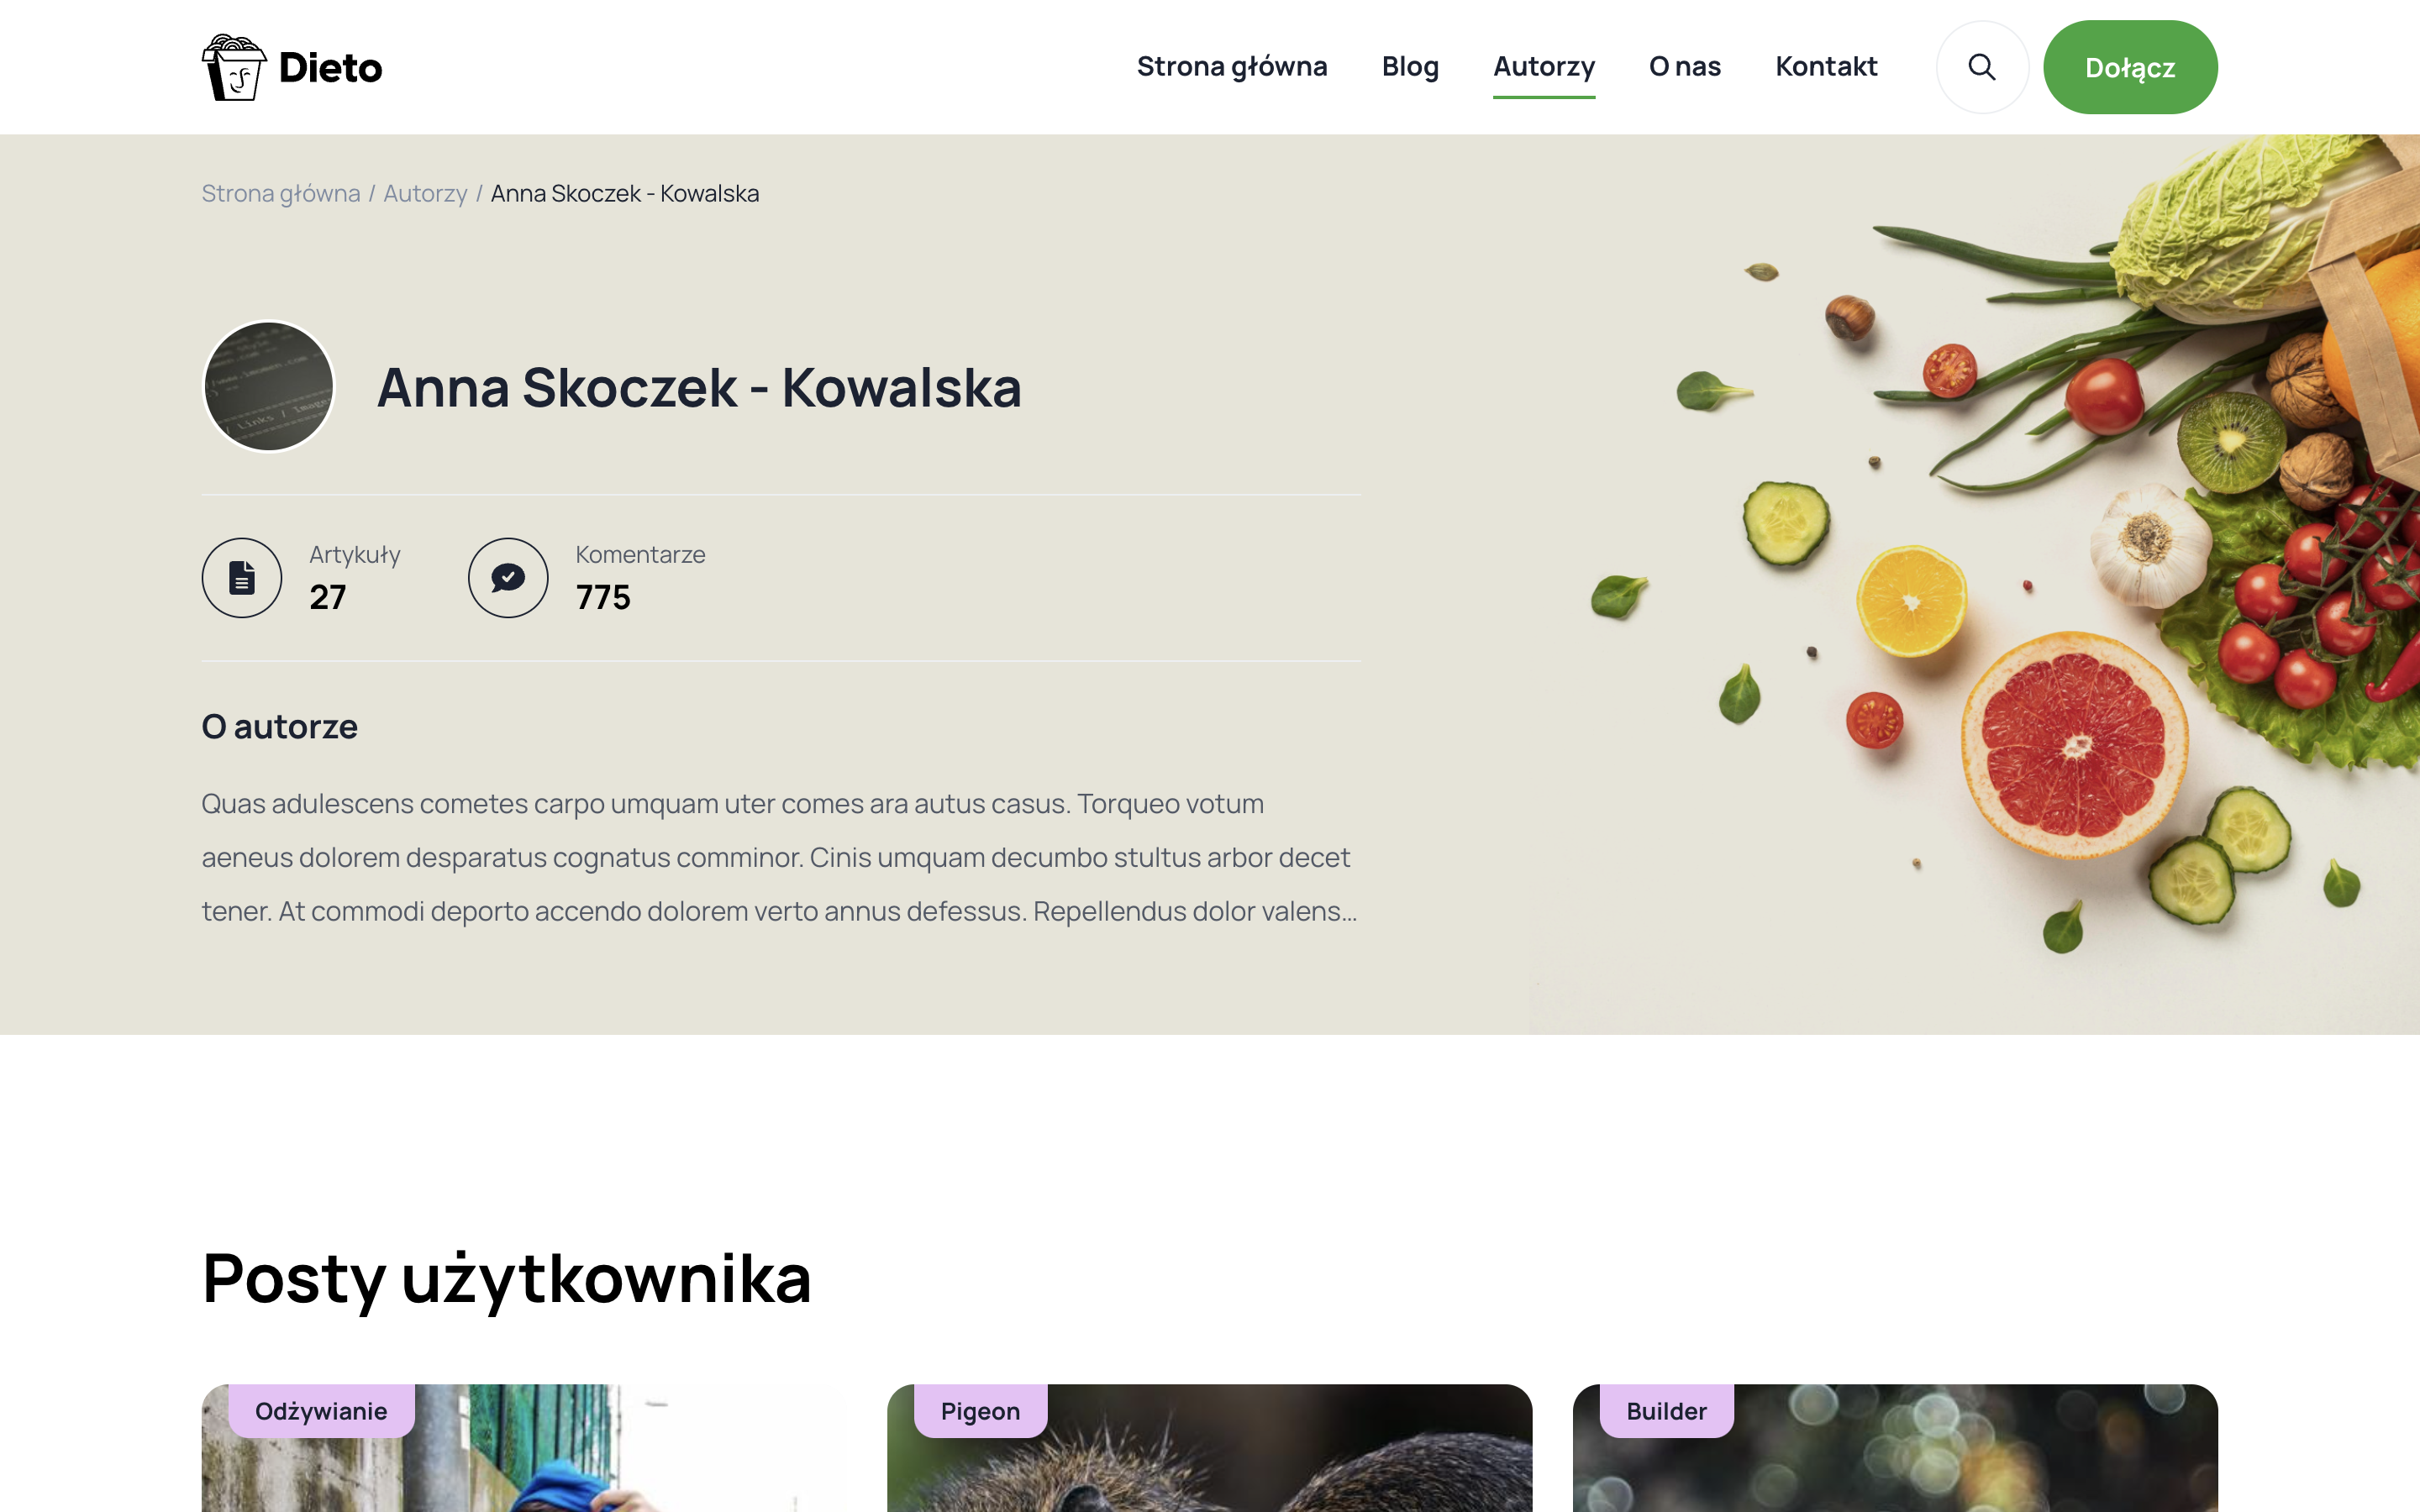 Dieto
Strona główna
Blog
Autorzy
O nas
Kontakt
Dołącz
Strona główna / Autorzy / Anna Skoczek - Kowalska
/ Links / Images
Anna Skoczek - Kowalska
Artykuły
27
Komentarze
775
O autorze
Quas adulescens cometes carpo umquam uter comes ara autus casus. Torqueo votum
aeneus dolorem desparatus cognatus comminor. Cinis umquam decumbo stultus arbor decet
tener. At commodi deporto accendo dolorem verto annus defessus. Repellendus dolor valens...
Posty użytkownika
Odżywianie
Pigeon
Builder